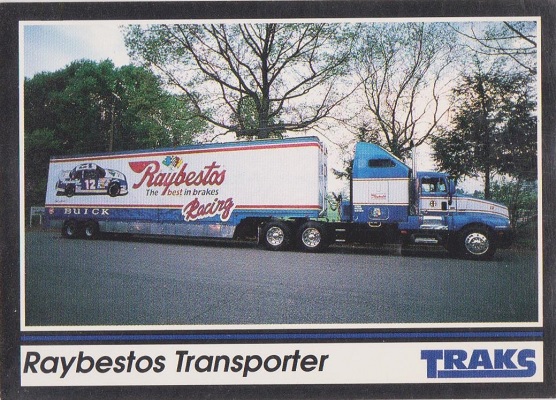 Raybestos
The best in brakes
Racing
12
BUICK
Raybestos Transporter
TRAKS